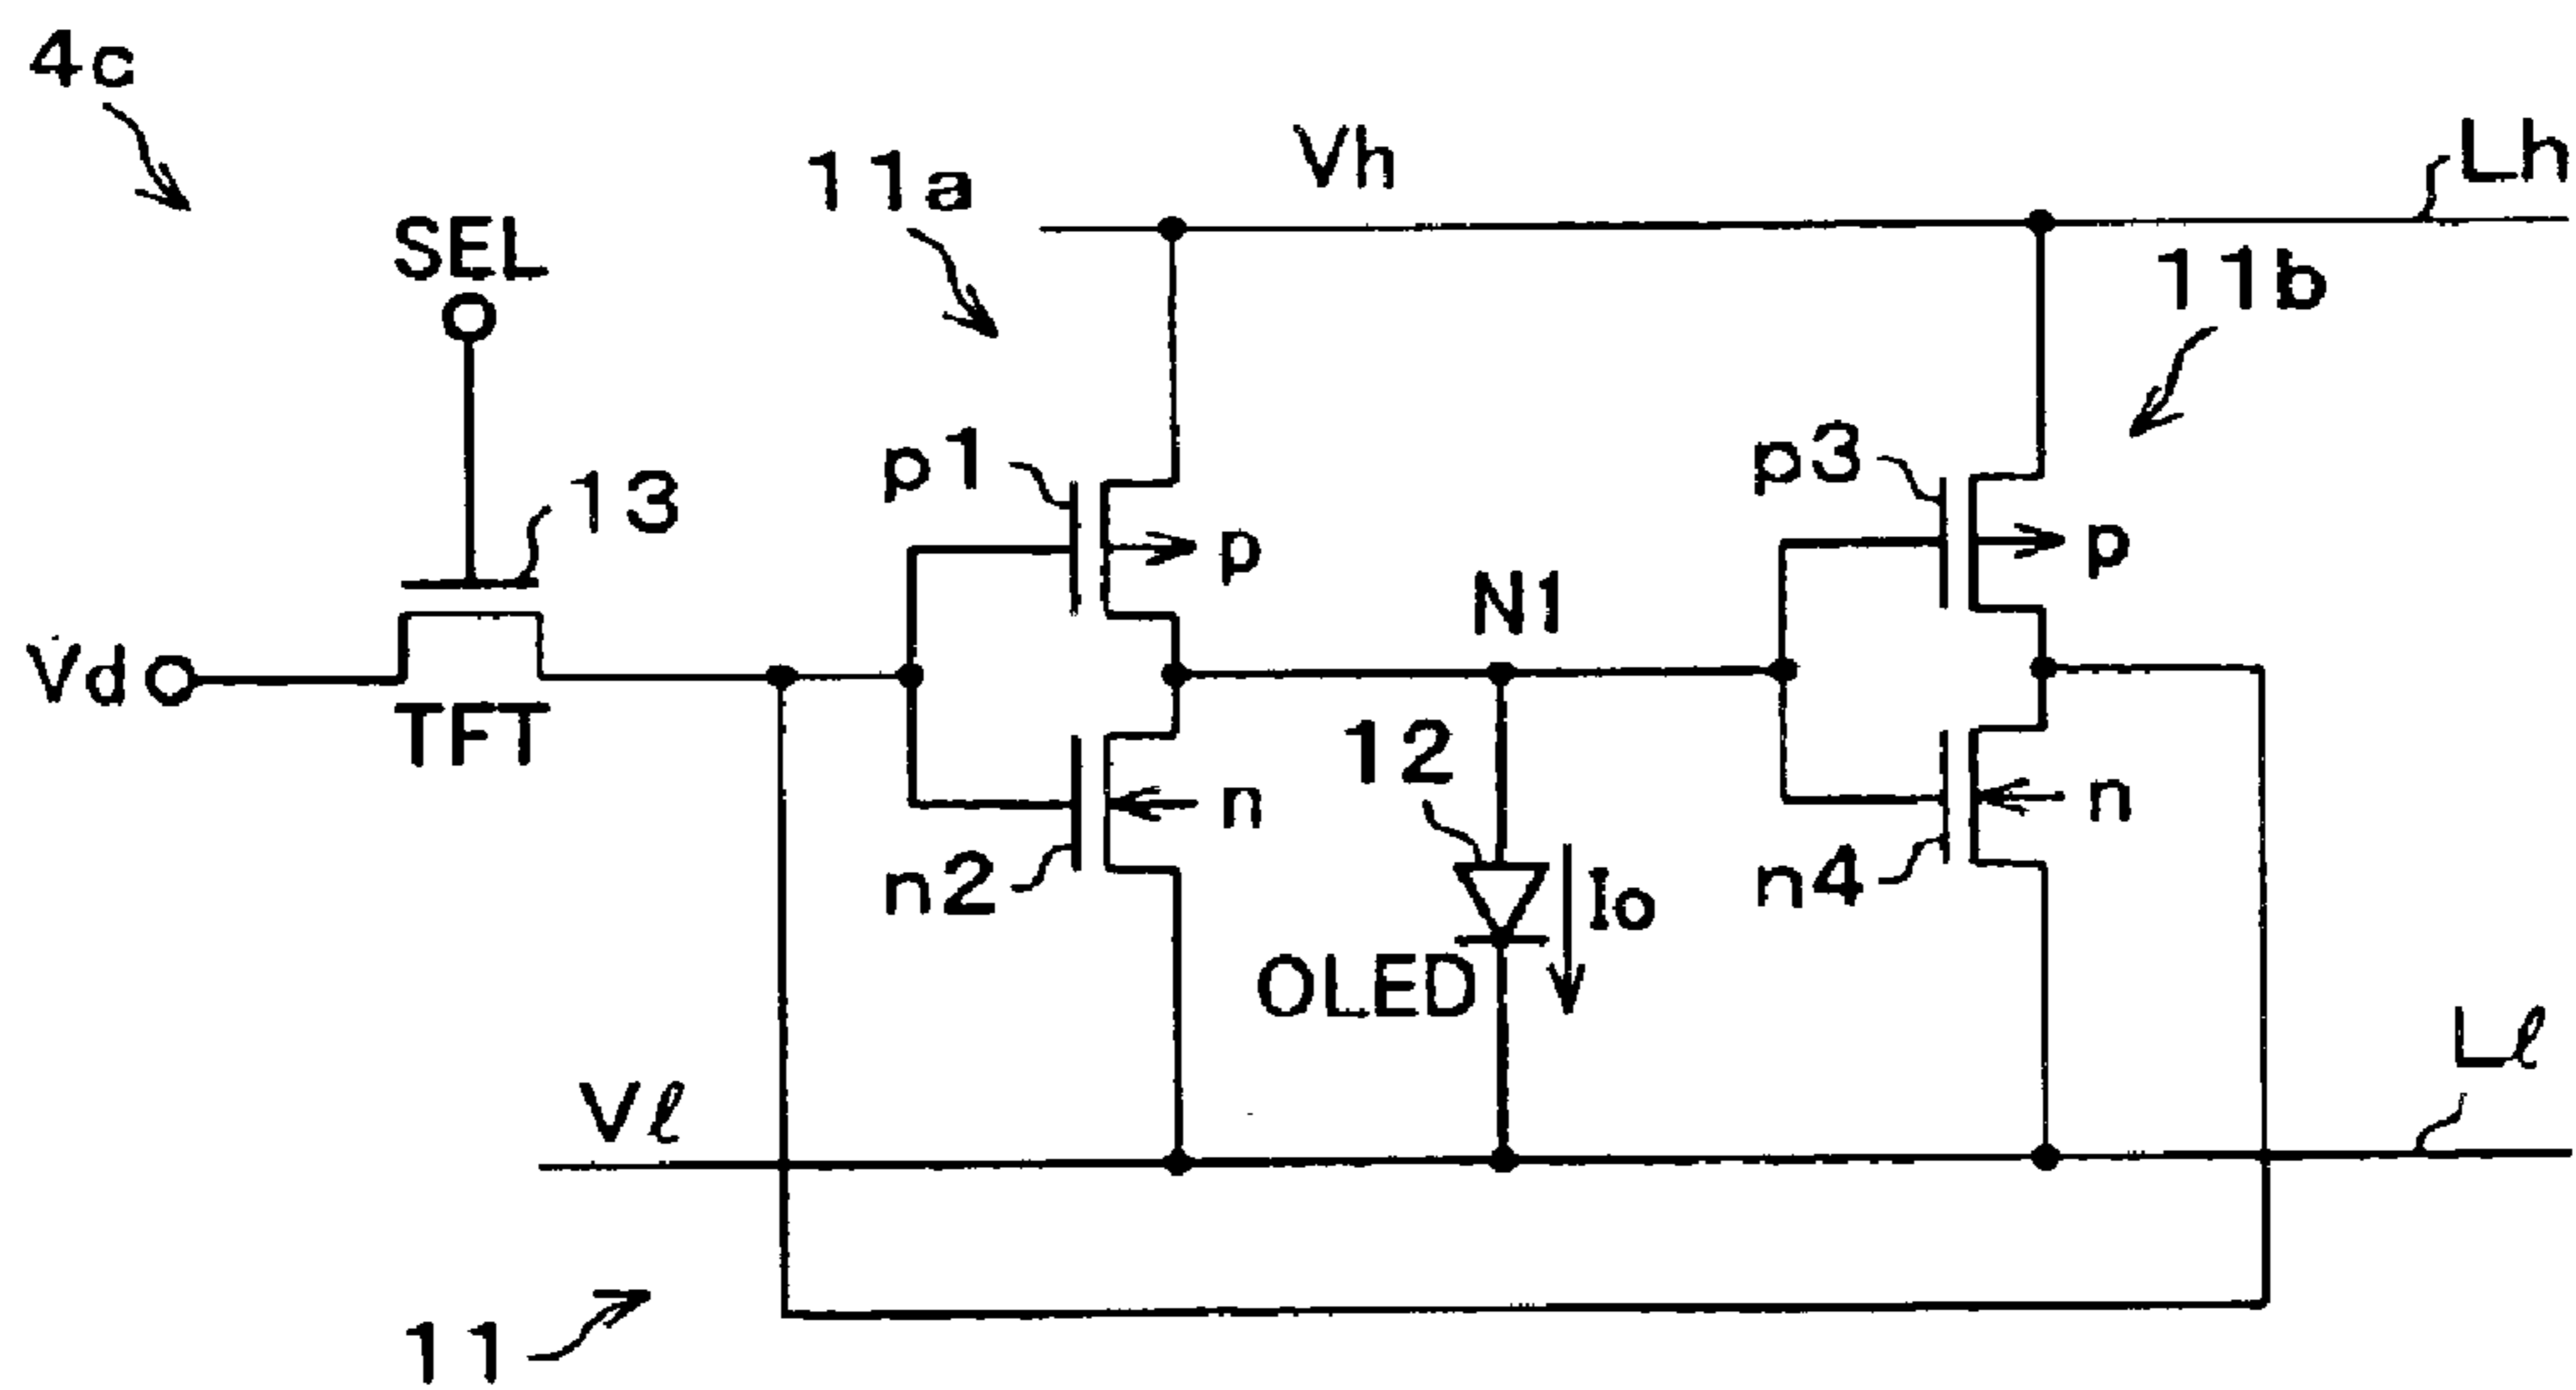 4c
Vh
Lh
11a
SEL
11b
p1
p3
13
p
p
N1
Vd
TFT
12
n
n
n2
n4
Io
OLED
Vℓ
Lℓ
11